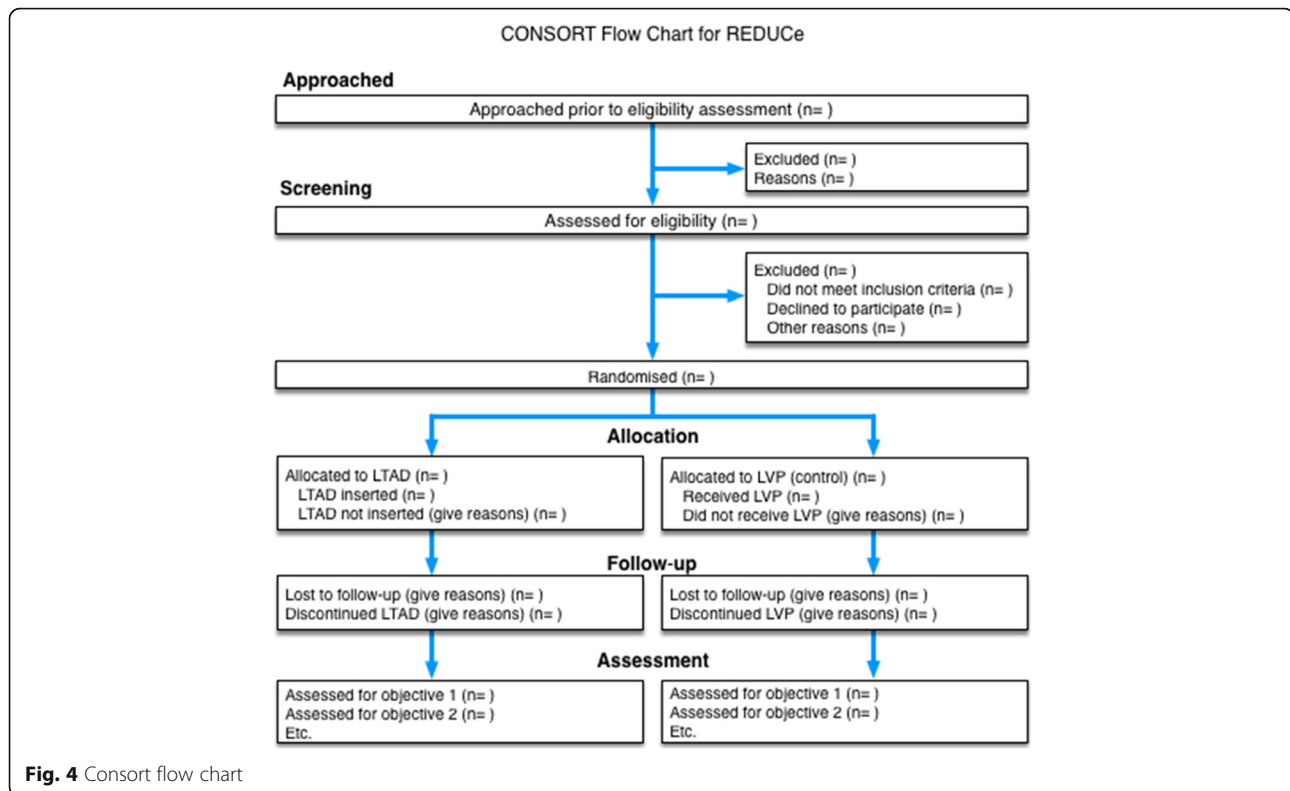 CONSORT Flow Chart for REDUCe
Approached
Approached prior to eligibility assessment (n= )
Excluded (n= )
Reasons (n= )
Screening
Assessed for eligibility (n= )
Excluded (n= )
Did not meet inclusion criteria (n= )
Declined to participate (n= )
Other reasons (n= )
Randomised (n= )
Allocation
Allocated to LTAD (n= )
LTAD inserted (n= )
LTAD not inserted (give reasons) (n= )
Allocated to LVP (control) (n= )
Received LVP (n= )
Did not receive LVP (give reasons) (n= )
Follow-up
Lost to follow-up (give reasons) (n= )
Discontinued LTAD (give reasons) (n= )
Lost to follow-up (give reasons) (n= )
Discontinued LVP (give reasons) (n= )
Assessment
Assessed for objective 1 (n= )
Assessed for objective 2 (n= )
Etc.
Assessed for objective 1 (n= )
Assessed for objective 2 (n= )
Etc.
Fig. 4 Consort flow chart